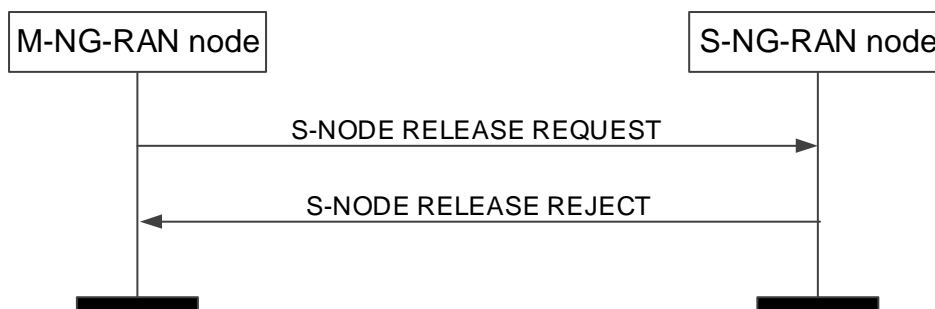 M-NG-RAN node
S-NG-RAN node
S-NODE RELEASE REQUEST
S-NODE RELEASE REJECT